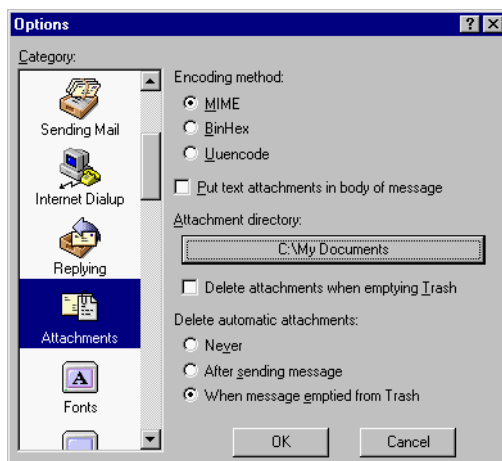 Options
Category:
Sending Mail
Internet Dialup
Replying
Attachments
A
Fonts
Encoding method:
MIME
BinHex
Uuencode
Put text attachments in body of message
Attachment directory:
C:\My Documents
Delete attachments when emptying Trash
Delete automatic attachments:
Never
After sending message
When message emptied from Trash
OK Cancel